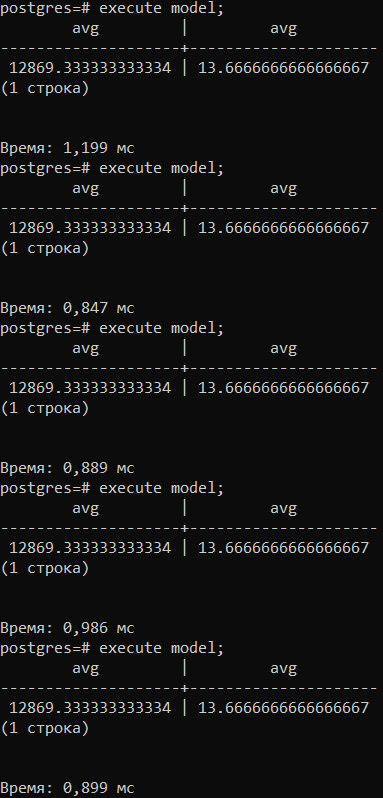 postgres=# execute model;
        avg         |         avg
--------------------+---------------------
 12869.333333333334 | 13.6666666666666667
(1 строка)
Время: 1,199 мс
postgres=# execute model;
        avg         |         avg
--------------------+---------------------
 12869.333333333334 | 13.6666666666666667
(1 строка)
Время: 0,847 мс
postgres=# execute model;
        avg         |         avg
--------------------+---------------------
 12869.333333333334 | 13.6666666666666667
(1 строка)
Время: 0,889 мс
postgres=# execute model;
        avg         |         avg
--------------------+---------------------
 12869.333333333334 | 13.6666666666666667
(1 строка)
Время: 0,986 мс
postgres=# execute model;
        avg         |         avg
--------------------+---------------------
 12869.333333333334 | 13.6666666666666667
(1 строка)
Время: 0,899 мс